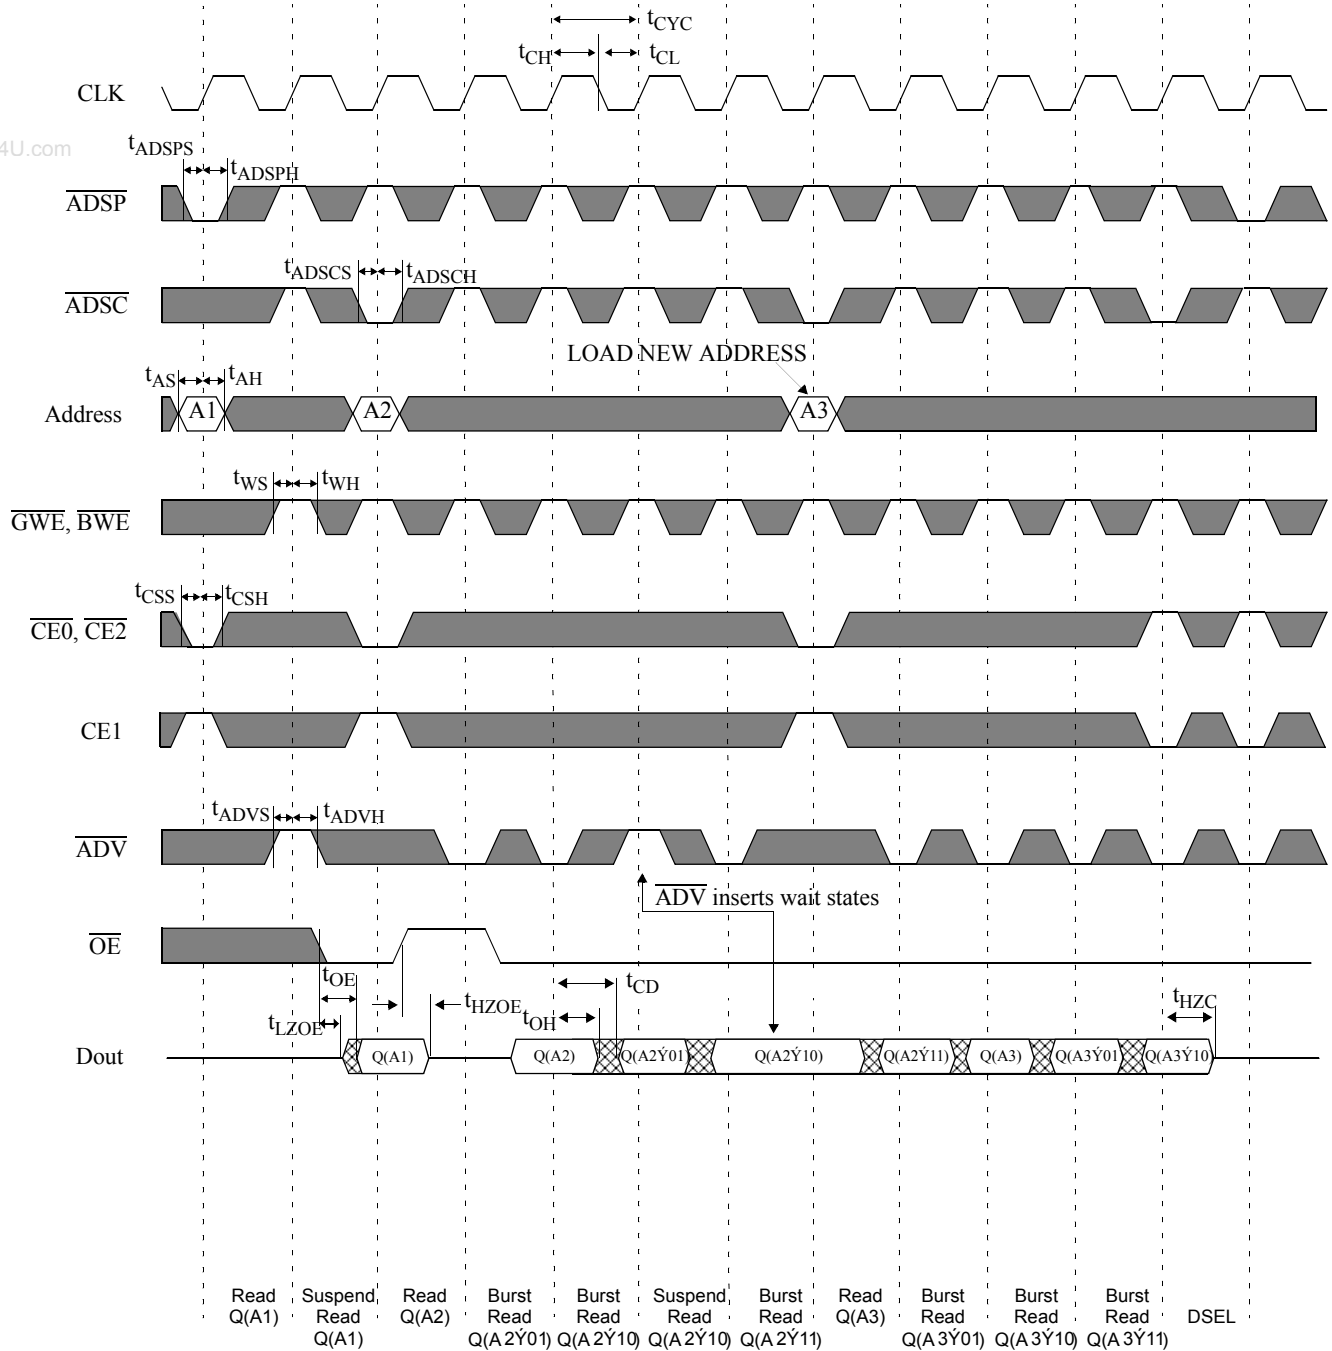 tCYC
tCH
tCL
CLK
4U.com
tADSPS
tADSPH
ADSP
tADSCS
tADSCH
ADSC
LOAD NEW ADDRESS
tAS
tAH
Address
A1
A2
A3
tWS
tWH
GWE, BWE
tCSS
tCSH
CE0, CE2
CE1
tADVS
tADVH
ADV
ADV inserts wait states
OE
tOE
tCD
tHZOE
tHZC
tLZOE
tOH
Dout
Q(A1)
Q(A2)
Q(A2Ý01)
Q(A2Ý10)
Q(A2Ý11)
Q(A3)
Q(A3Ý01)
Q(A3Ý10)
Read
Q(A1)
Suspend
Read
Q(A1)
Read
Q(A2)
Burst
Read
Q(A 2Ý01)
Burst
Read
Q(A 2Ý10)
Suspend
Read
Q(A 2Ý10)
Burst
Read
Q(A 2Ý11)
Read
Q(A3)
Burst
Read
Q(A 3Ý01)
Burst
Read
Q(A 3Ý10)
Burst
Read
Q(A 3Ý11)
DSEL